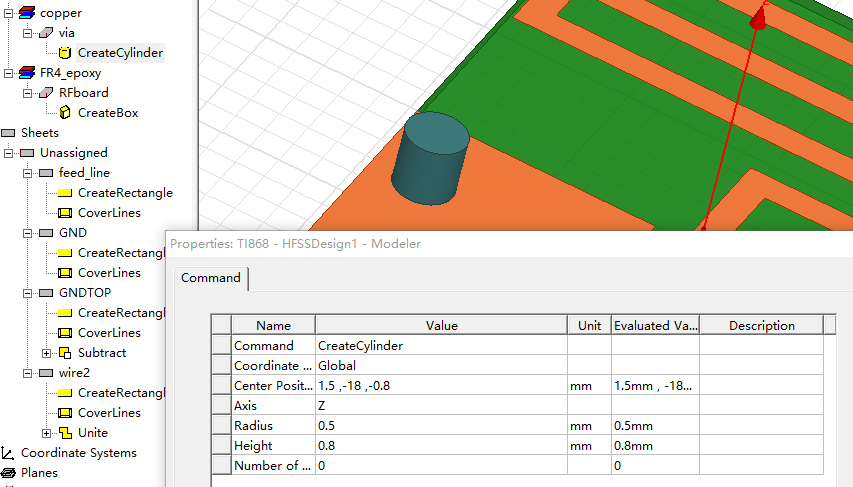 copper
via
CreateCylinder
FR4_epoxy
RFboard
CreateBox
Sheets
Unassigned
feed_line
CreateRectangle
CoverLines
GND
CreateRectangl
CoverLines
GNDTOP
CreateRectangl
CoverLines
Subtract
wire2
CreateRectangl
CoverLines
Unite
Coordinate Systems
Planes
Properties: TI868 - HFSSDesign1 - Modeler
Command
Name Value Unit Evaluated Va... Description
Command CreateCylinder
Coordinate ... Global
Center Posit... 1.5 ,-18 ,-0.8 mm 1.5mm , -18...
Axis Z
Radius 0.5 mm 0.5mm
Height 0.8 mm 0.8mm
Number of ... 0 0